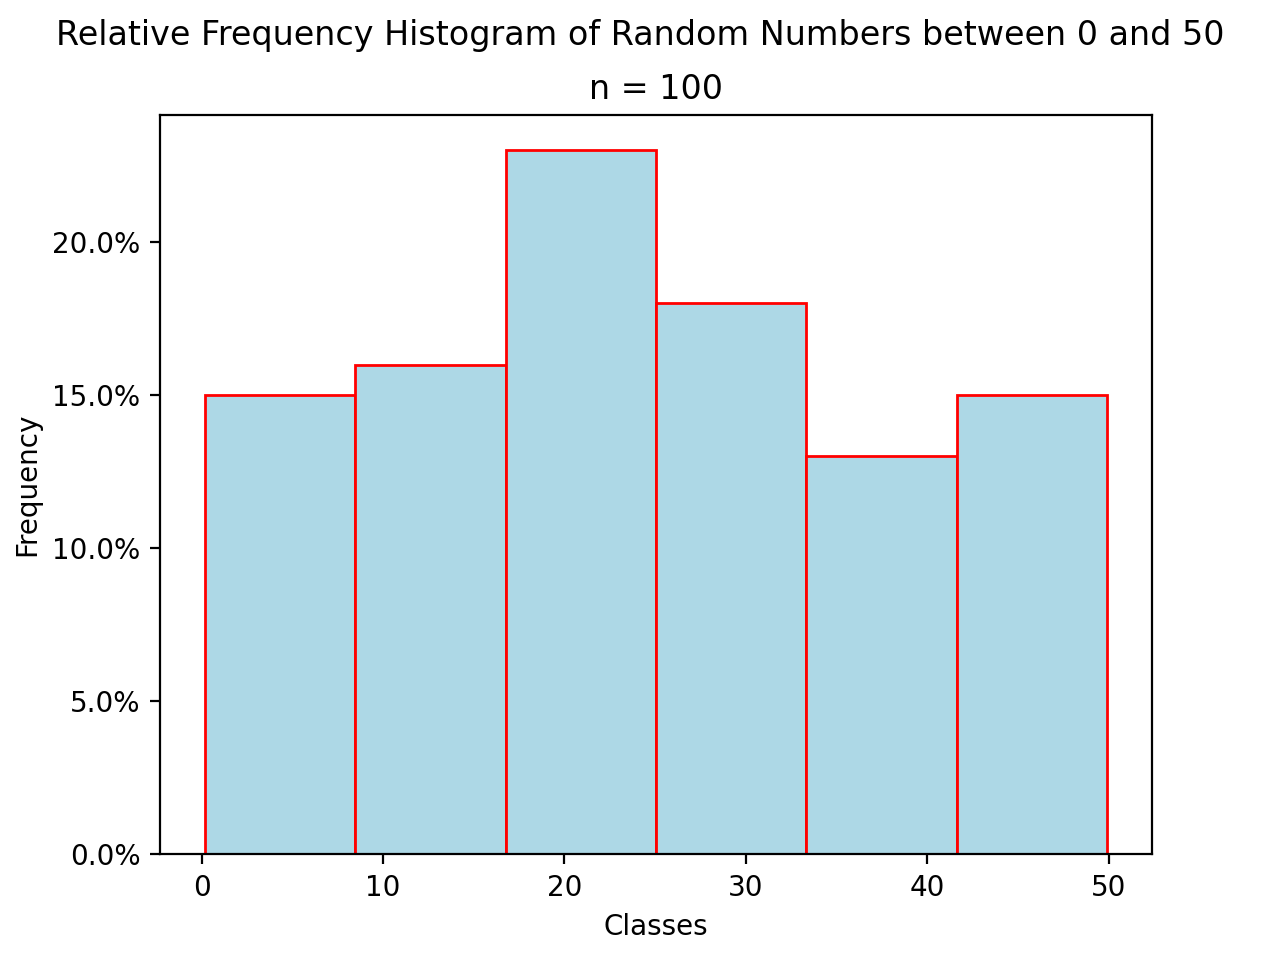 Relative Frequency Histogram of Random Numbers between 0 and 50
n = 100
Frequency
20.0%
15.0%
10.0%
5.0%
0.0%
0 10 20 30 40 50
Classes